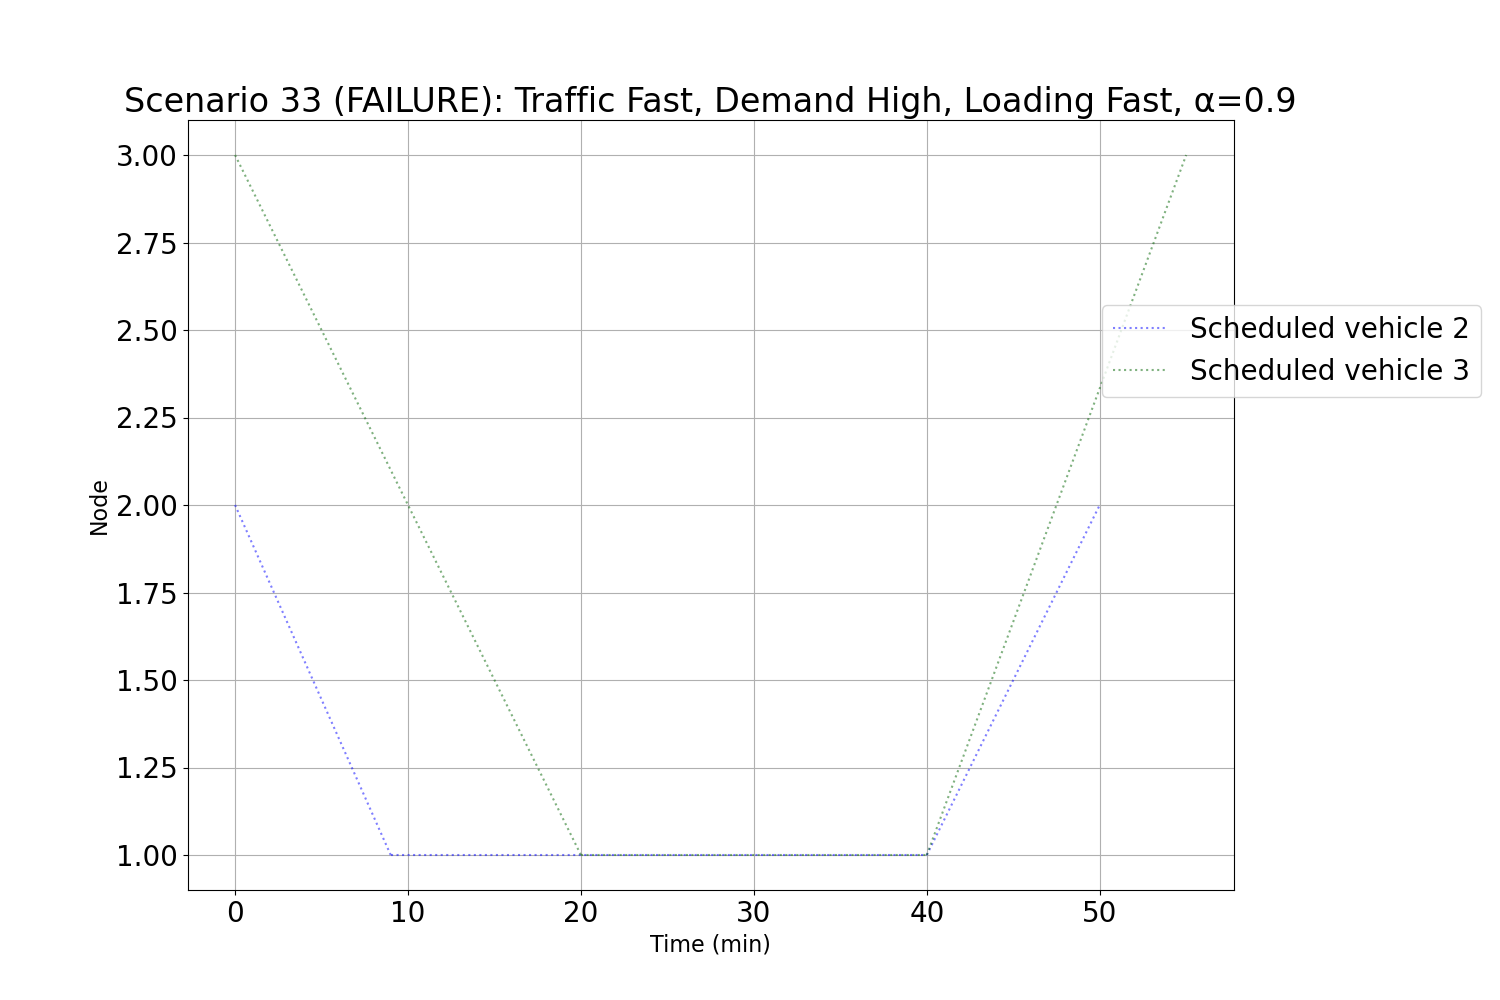 Scenario 33 (FAILURE): Traffic Fast, Demand High, Loading Fast, α=0.9
3.00
2.75
2.50
2.25
2.00
1.75
1.50
1.25
1.00
Node
Scheduled vehicle 2
Scheduled vehicle 3
0 10 20 30 40 50
Time (min)